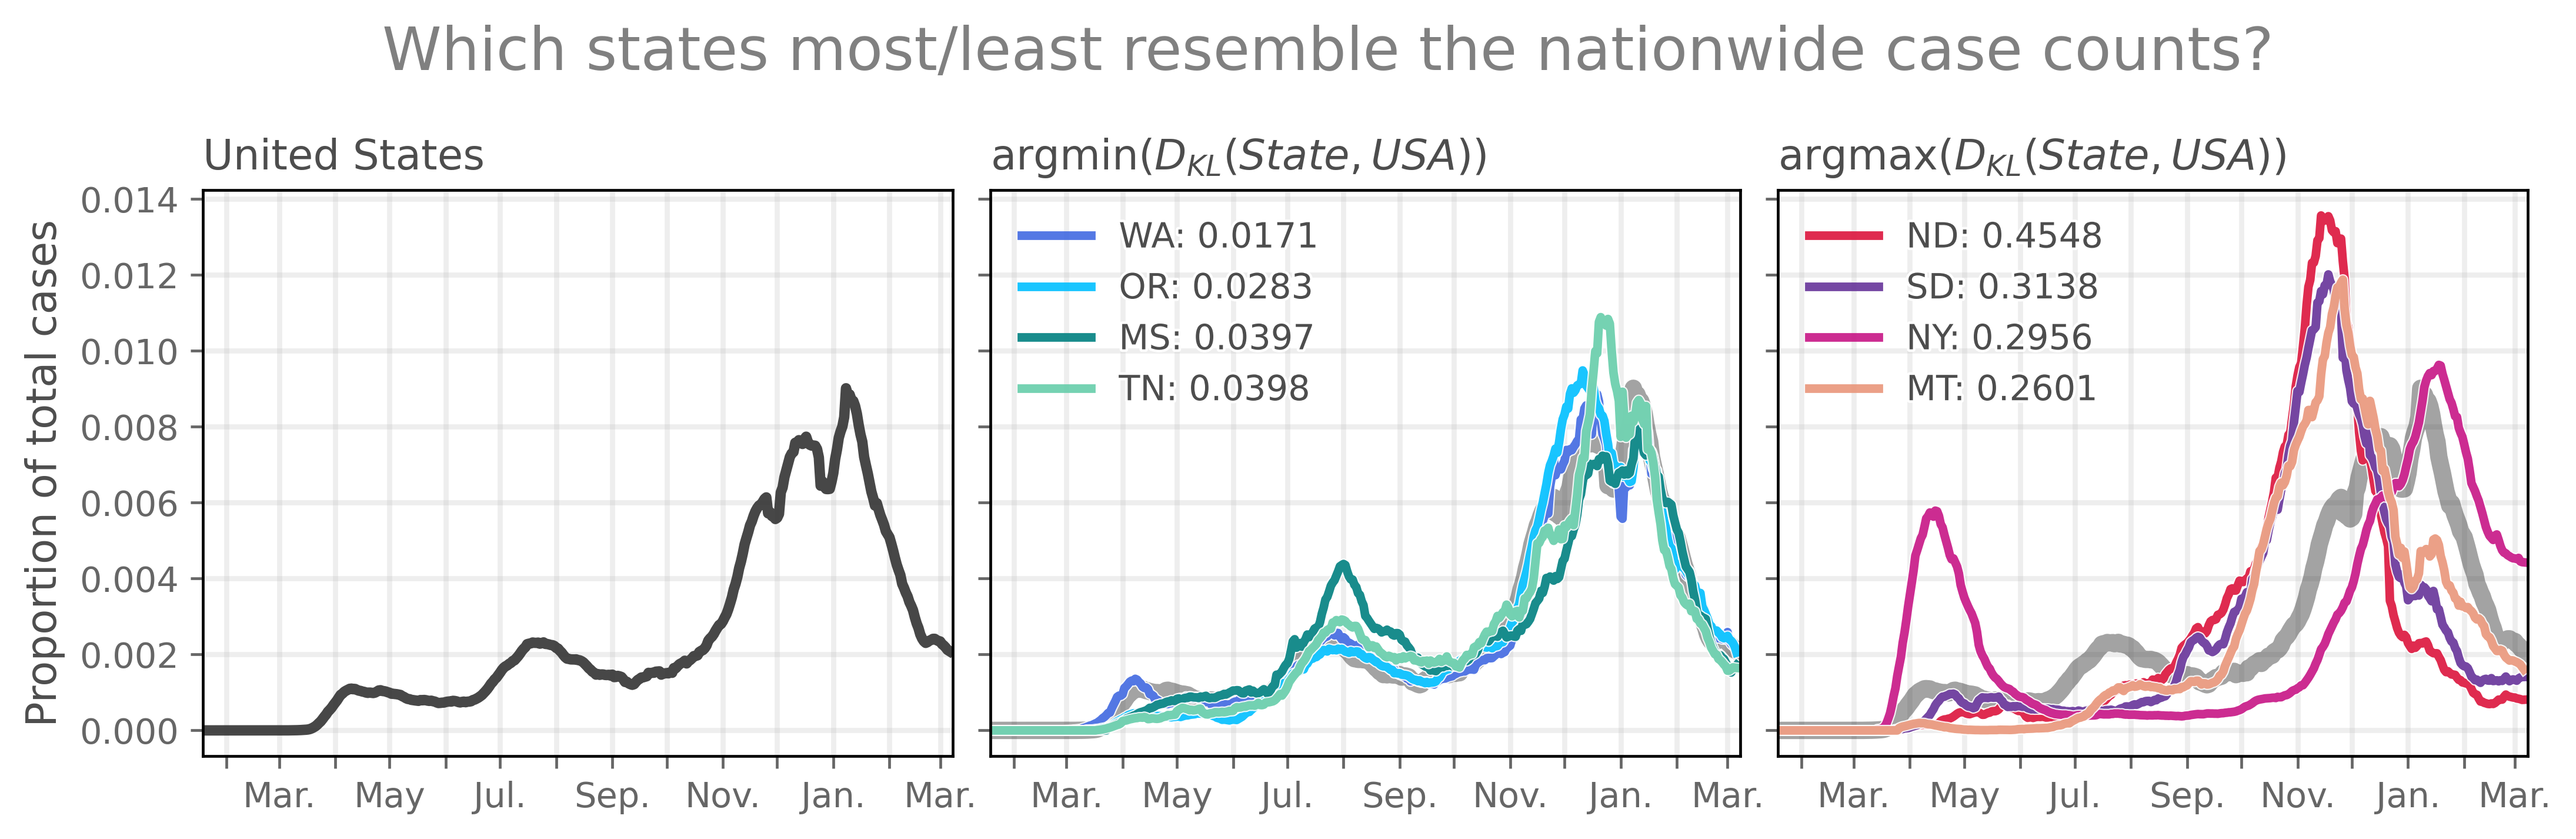 Which states most/least resemble the nationwide case counts?
United States
argmin(D_KL(State, USA))
argmax(D_KL(State, USA))
Proportion of total cases
0.014
0.012
0.010
0.008
0.006
0.004
0.002
0.000
WA: 0.0171
OR: 0.0283
MS: 0.0397
TN: 0.0398
ND: 0.4548
SD: 0.3138
NY: 0.2956
MT: 0.2601
Mar. May Jul. Sep. Nov. Jan. Mar.
Mar. May Jul. Sep. Nov. Jan. Mar.
Mar. May Jul. Sep. Nov. Jan. Mar.